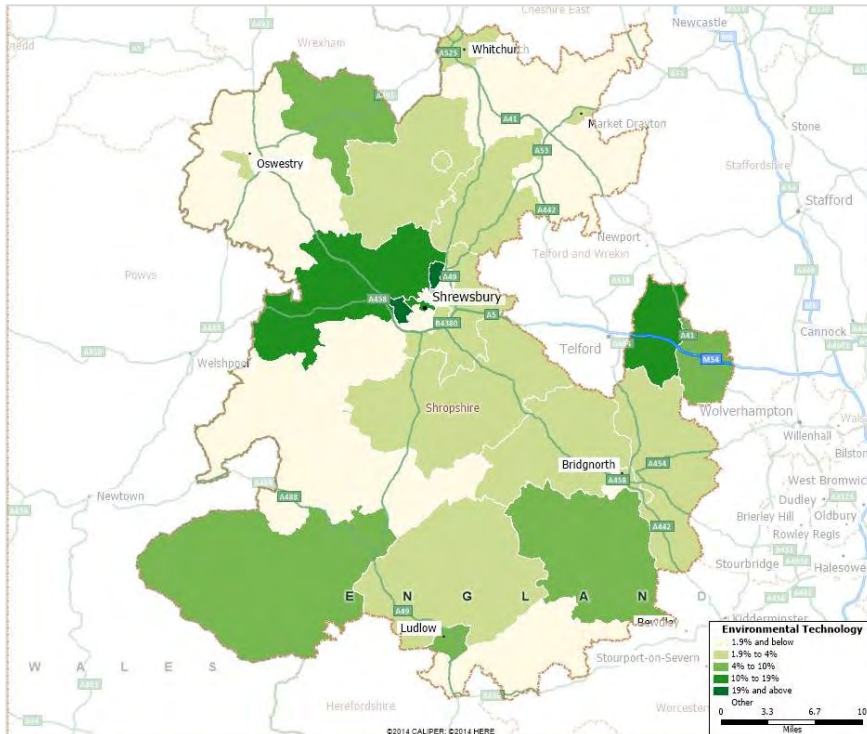 Cheshire East
Newcastle
Wrexham
A525
Whitchurch
A41
Market Drayton
Stone
A53
Oswestry
Staffordshire
A442
Stafford
Newport
Telford and Wrekin
Powys
A49
Shrewsbury
A458
A5
B4380
A41
Cannock
Telford
M54
Welshpool
Shropshire
Wolverhampton
Willenhall
Bilston
Bridgnorth
A454
A458
West Bromwich
Newtown
A488
Dudley
Brierley Hill
Oldbury
A442
Rowley Regis
Stourbridge
Halesowe
ENGLAND
A49
Kidderminster
Ludlow
Stourport-on-Severn
WALES
Herefordshire
Worcester
Environmental Technology
1.9% and below
1.9% to 4%
4% to 10%
10% to 19%
19% and above
Other
0 3.3 6.7 10
Miles
©2014 CALIPER; ©2014 HERE